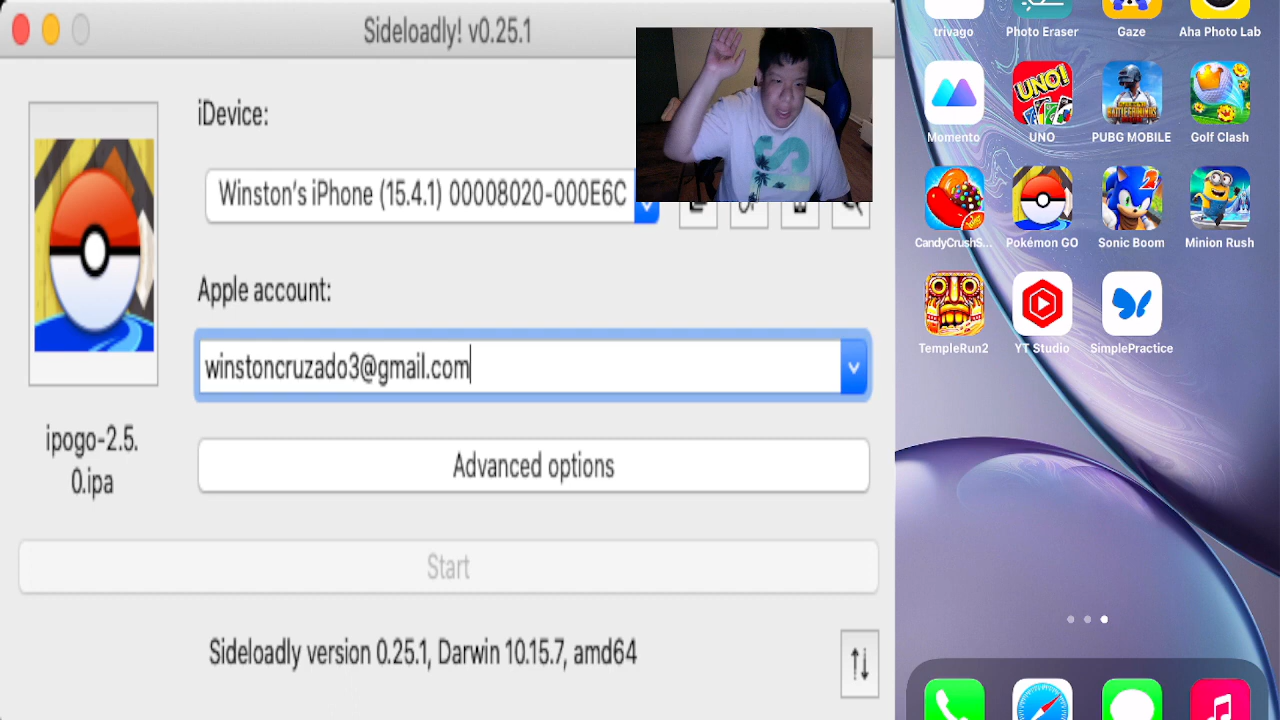 Sideloadly! v0.25.1
iDevice:
Winston's iPhone (15.4.1) 00008020-000E6C
Apple account:
winstoncruzado3@gmail.com
ipogo-2.5.
0.ipa
Advanced options
Start
Sideloadly version 0.25.1, Darwin 10.15.7, amd64
trivago Photo Eraser Gaze Aha Photo Lab
UNO!
Momento UNO PUBG MOBILE Golf Clash
2
CandyCrushS... Pokémon GO Sonic Boom Minion Rush
TempleRun2 YT Studio SimplePractice